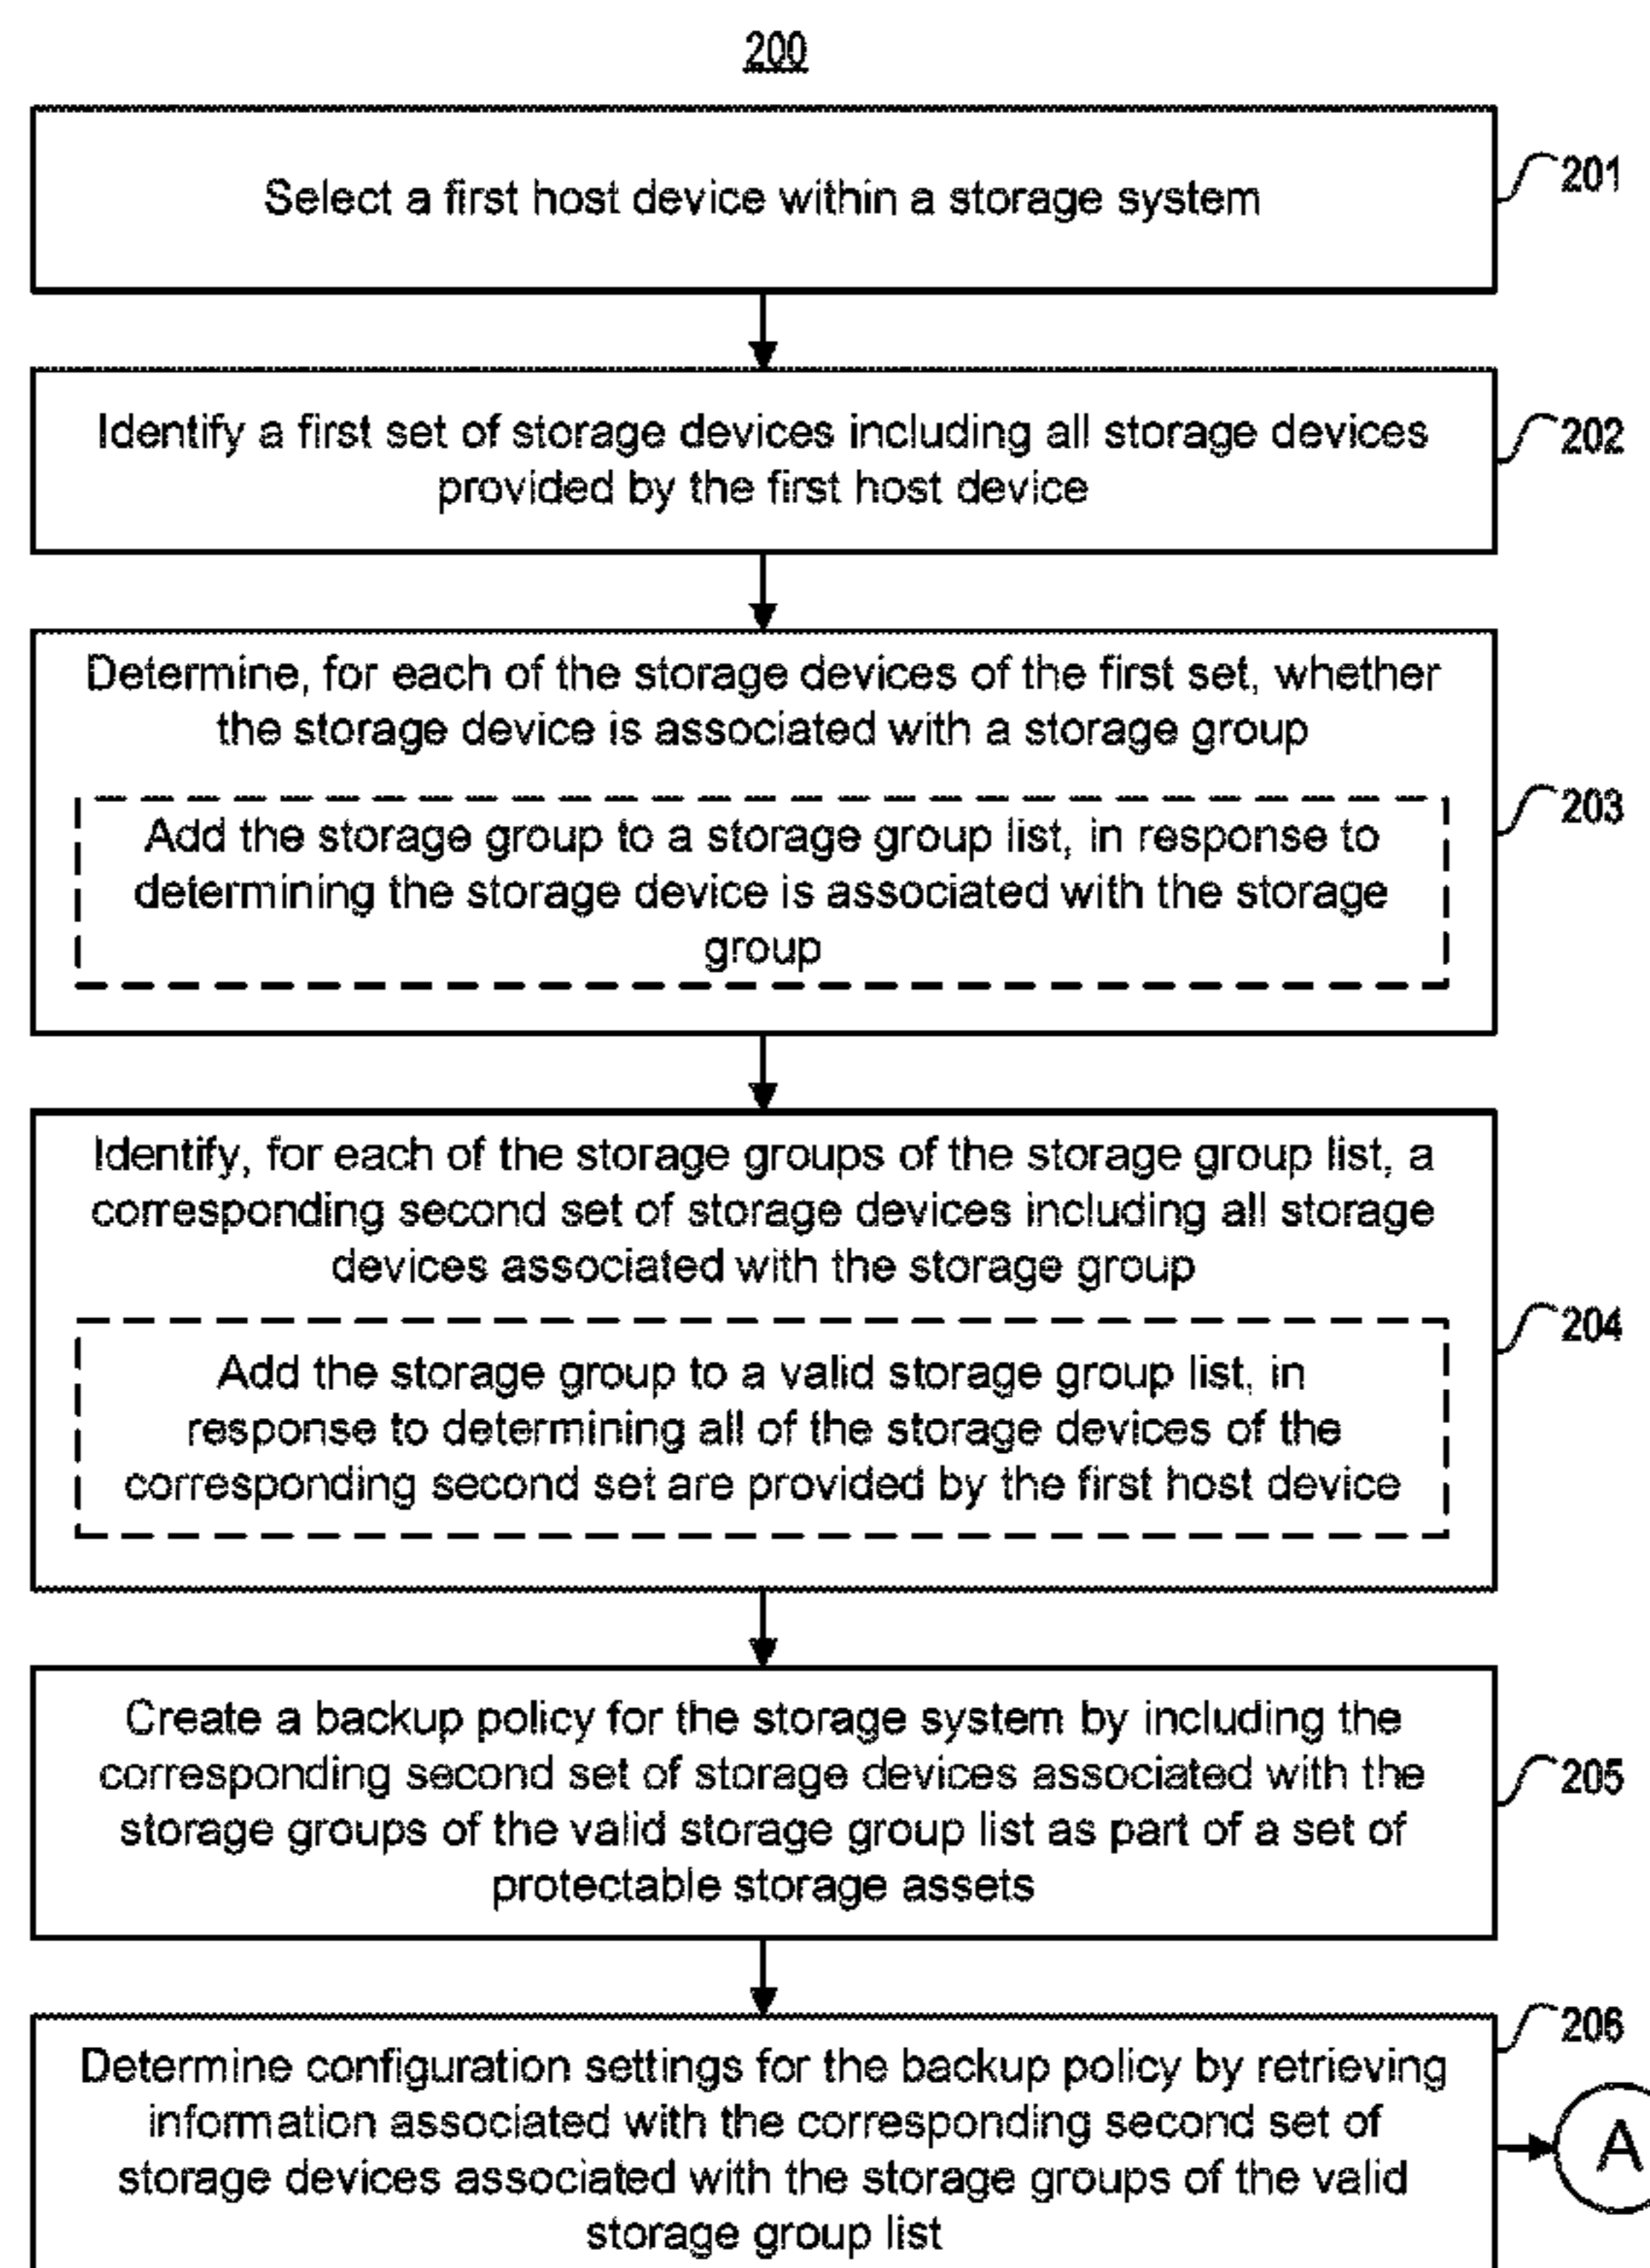 200
Select a first host device within a storage system
201
Identify a first set of storage devices including all storage devices
provided by the first host device
202
Determine, for each of the storage devices of the first set, whether
the storage device is associated with a storage group
Add the storage group to a storage group list, in response to
determining the storage device is associated with the storage
group
203
Identify, for each of the storage groups of the storage group list, a
corresponding second set of storage devices including all storage
devices associated with the storage group
Add the storage group to a valid storage group list, in
response to determining all of the storage devices of the
corresponding second set are provided by the first host device
204
Create a backup policy for the storage system by including the
corresponding second set of storage devices associated with the
storage groups of the valid storage group list as part of a set of
protectable storage assets
205
Determine configuration settings for the backup policy by retrieving
information associated with the corresponding second set of
storage devices associated with the storage groups of the valid
storage group list
206
A